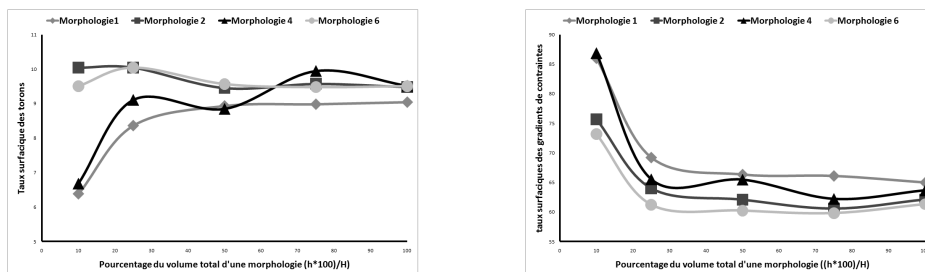 Morphologie1 Morphologie 2 Morphologie 4 Morphologie 6
11
10
9
8
7
6
5
0 10 20 30 40 50 60 70 80 90 100
Taux surfacique des torons
Pourcentage du volume total d'une morphologie (h*100)/H)
Morphologie 1 Morphologie 2 Morphologie 4 Morphologie 6
90
85
80
75
70
65
60
55
0 10 20 30 40 50 60 70 80 90 100
taux surfaciques des gradients de contraintes
Pourcentage du volume total d'une morphologie ((h*100)/H)